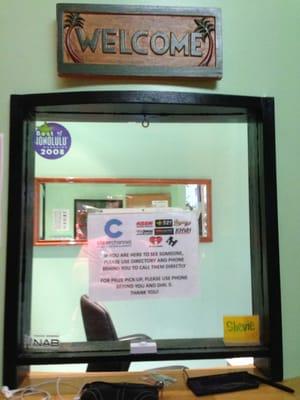 WELCOME
Best of
HONOLULU
2008
clearchannel
IF YOU ARE HERE TO SEE SOMEONE,
PLEASE USE DIRECTORY AND PHONE
BEHIND YOU TO CALL THEM DIRECTLY
FOR PRIZE PICK-UP, PLEASE USE PHONE
BEHIND YOU AND DIAL 0.
THANK YOU!
NAB